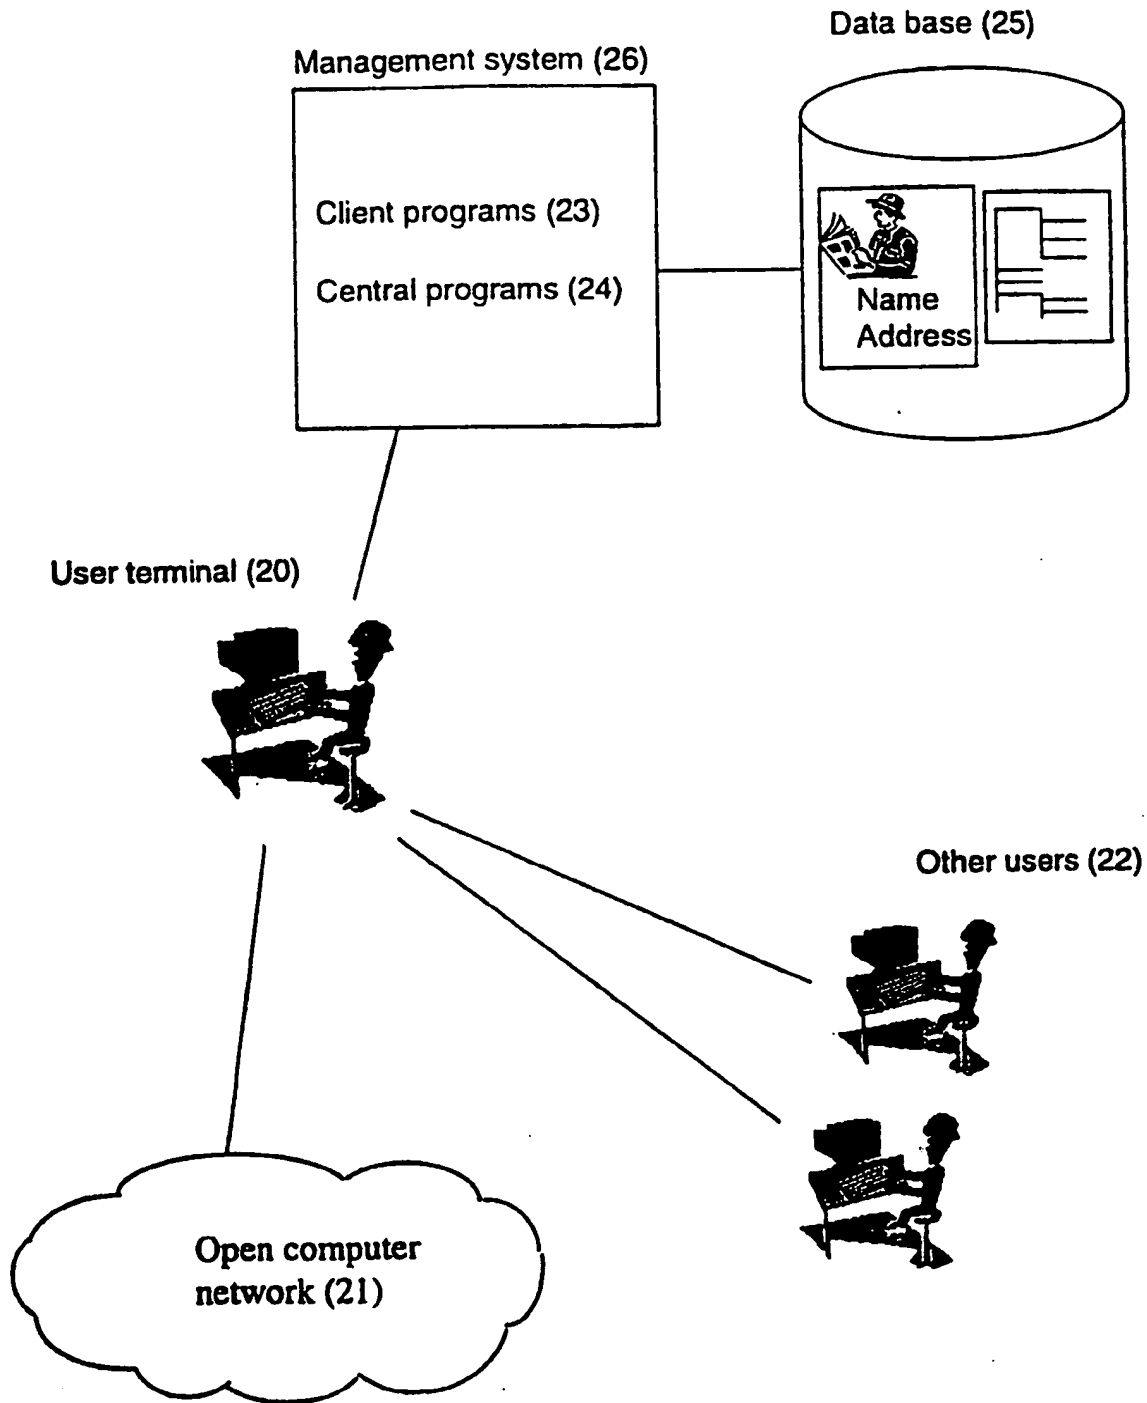 Data base (25)
Management system (26)
Client programs (23)
Central programs (24)
Name
Address
User terminal (20)
Other users (22)
Open computer
network (21)